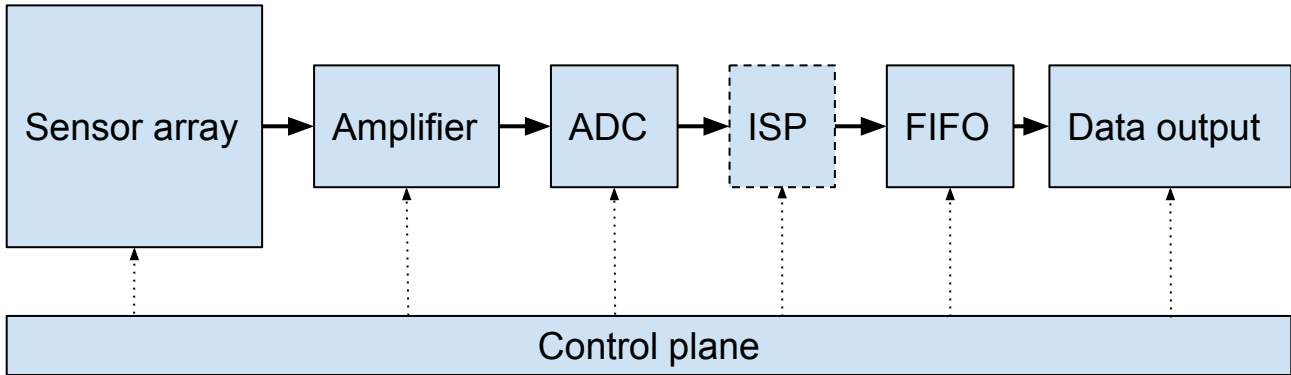 Sensor array
Amplifier
ADC
ISP
FIFO
Data output
Control plane